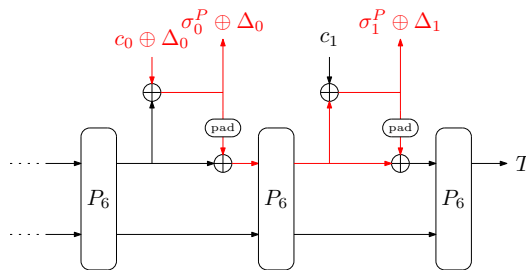 σ₀ᴾ ⊕ Δ₀ σ₁ᴾ ⊕ Δ₁
c₀ ⊕ Δ₀ c₁
pad pad
P₆ P₆ P₆ T